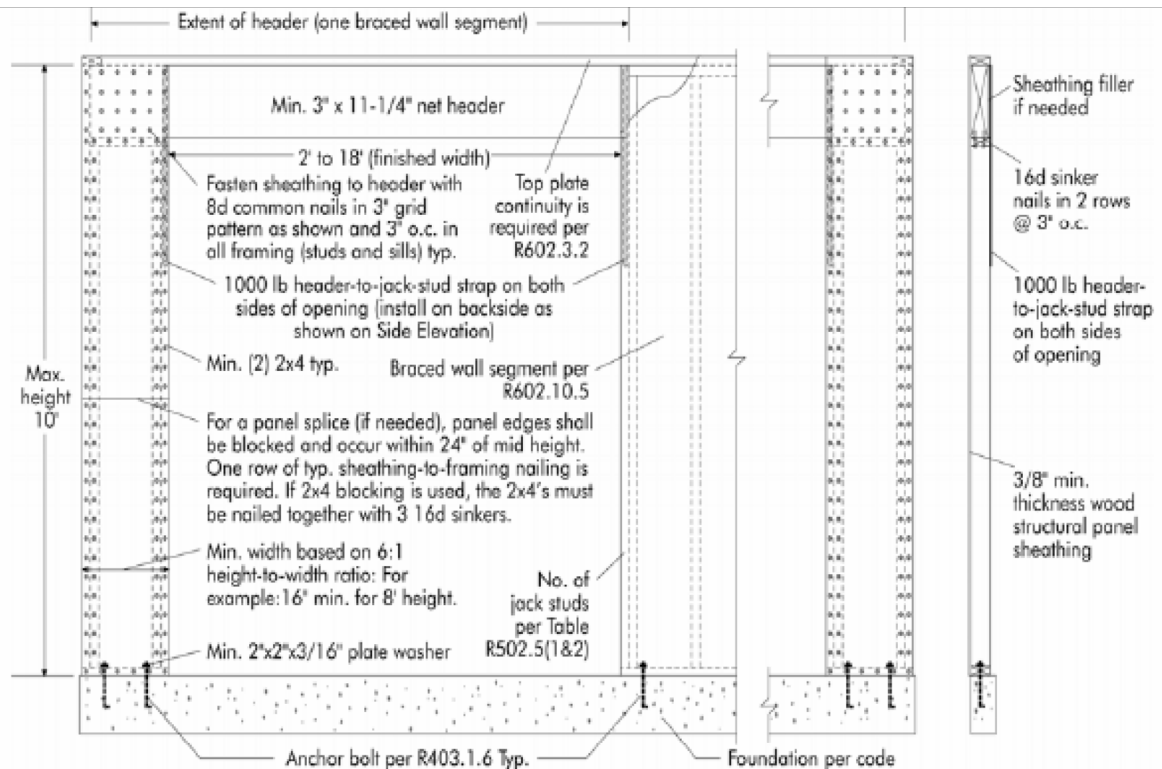 Extent of header (one braced wall segment)
Min. 3" x 11-1/4" net header
2' to 18' (finished width)
Fasten sheathing to header with
8d common nails in 3" grid
pattern as shown and 3" o.c. in
all framing (studs and sills) typ.
Top plate
continuity is
required per
R602.3.2
1000 lb header-to-jack-stud strap on both
sides of opening (install on backside as
shown on Side Elevation)
Min. (2) 2x4 typ.
Braced wall segment per
R602.10.5
Max.
height
10'
For a panel splice (if needed), panel edges shall
be blocked and occur within 24" of mid height.
One row of typ. sheathing-to-framing nailing is
required. If 2x4 blocking is used, the 2x4's must
be nailed together with 3 16d sinkers.
Min. width based on 6:1
height-to-width ratio: For
example:16" min. for 8' height.
No. of
jack studs
per Table
R502.5(1&2)
Min. 2"x2"x3/16" plate washer
Anchor bolt per R403.1.6 Typ.
Foundation per code
Sheathing filler
if needed
16d sinker
nails in 2 rows
@ 3" o.c.
1000 lb header-
to-jack-stud strap
on both sides
of opening
3/8" min.
thickness wood
structural panel
sheathing